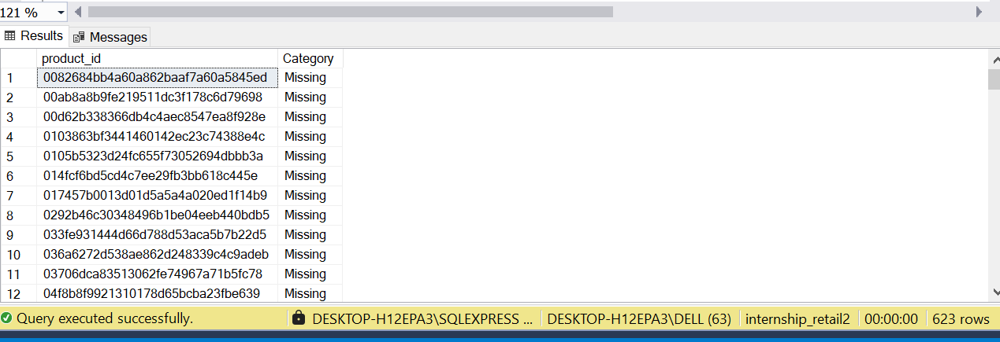 121 %
Results Messages
product_id Category
1 0082684bb4a60a862baaf7a60a5845ed Missing
2 00ab8a8b9fe219511dc3f178c6d79698 Missing
3 00d62b338366db4c4aec8547ea8f928e Missing
4 0103863bf3441460142ec23c74388e4c Missing
5 0105b5323d24fc655f73052694dbbb3a Missing
6 014fcf6bd5cd4c7ee29fb3bb618c445e Missing
7 017457b0013d01d5a5a4a020ed1f14b9 Missing
8 0292b46c30348496b1be04eeb440bdb5 Missing
9 033fe931444d66d788d53aca5b7b22d5 Missing
10 036a6272d538ae862d248339c4c9adeb Missing
11 03706dca83513062fe74967a71b5fc78 Missing
12 04f8b8f9921310178d65bcba23fbe639 Missing
Query executed successfully. DESKTOP-H12EPA3\SQLEXPRESS ... DESKTOP-H12EPA3\DELL (63) internship_retail2 00:00:00 623 rows